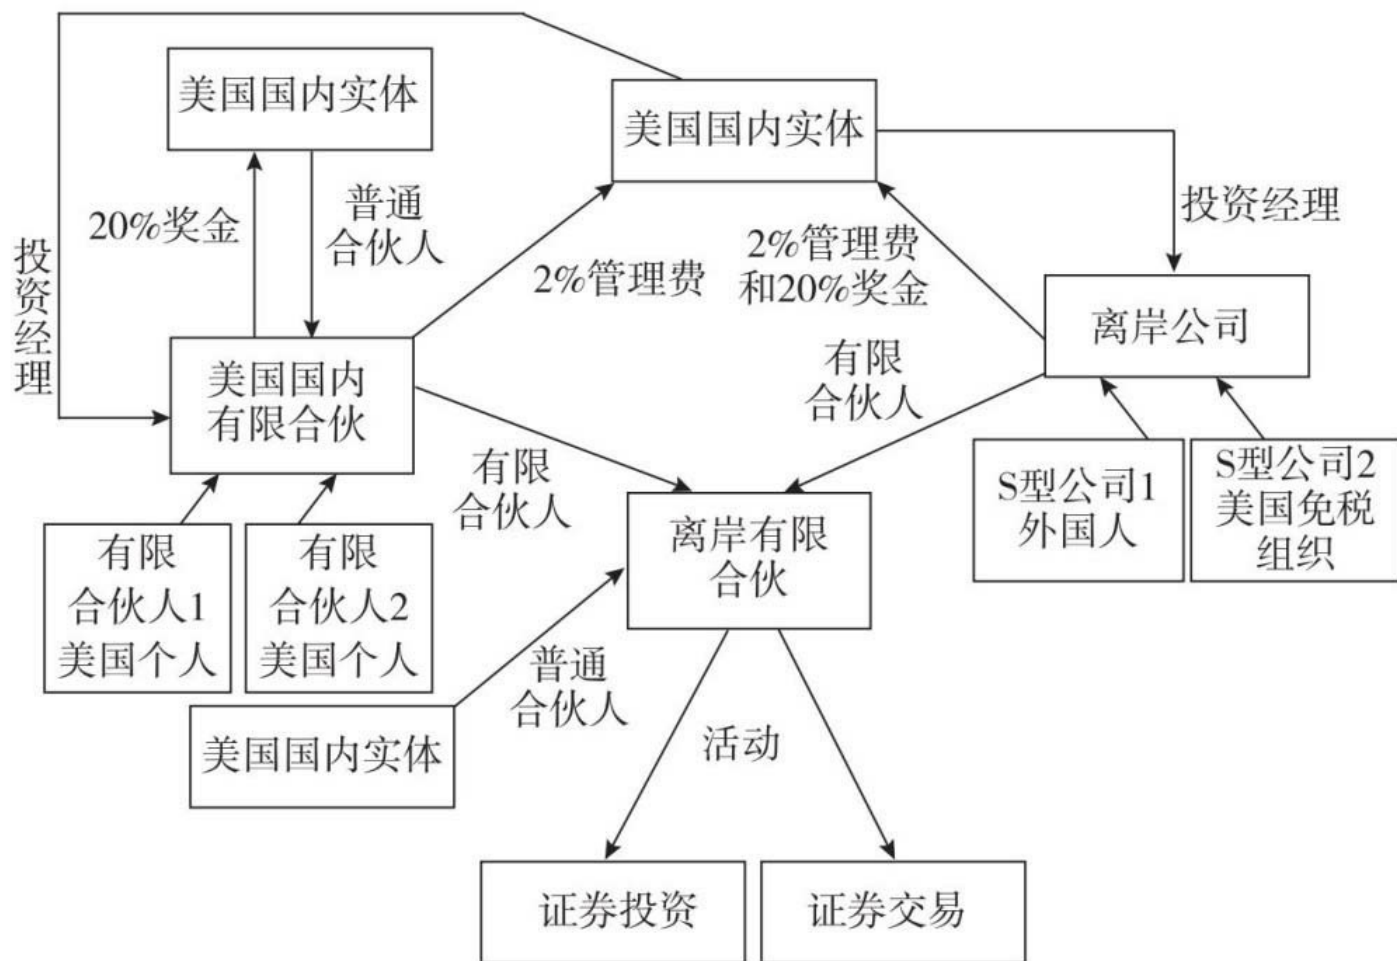 美国国内实体
美国国内实体
20%奖金
普通
合伙人
投资经理
2%管理费
2%管理费
和20%奖金
投资经理
离岸公司
美国国内
有限合伙
有限
合伙人
有限
合伙人
S型公司1
外国人
S型公司2
美国免税
组织
离岸有限
合伙
有限
合伙人1
美国个人
有限
合伙人2
美国个人
普通
合伙人
美国国内实体
活动
证券投资
证券交易